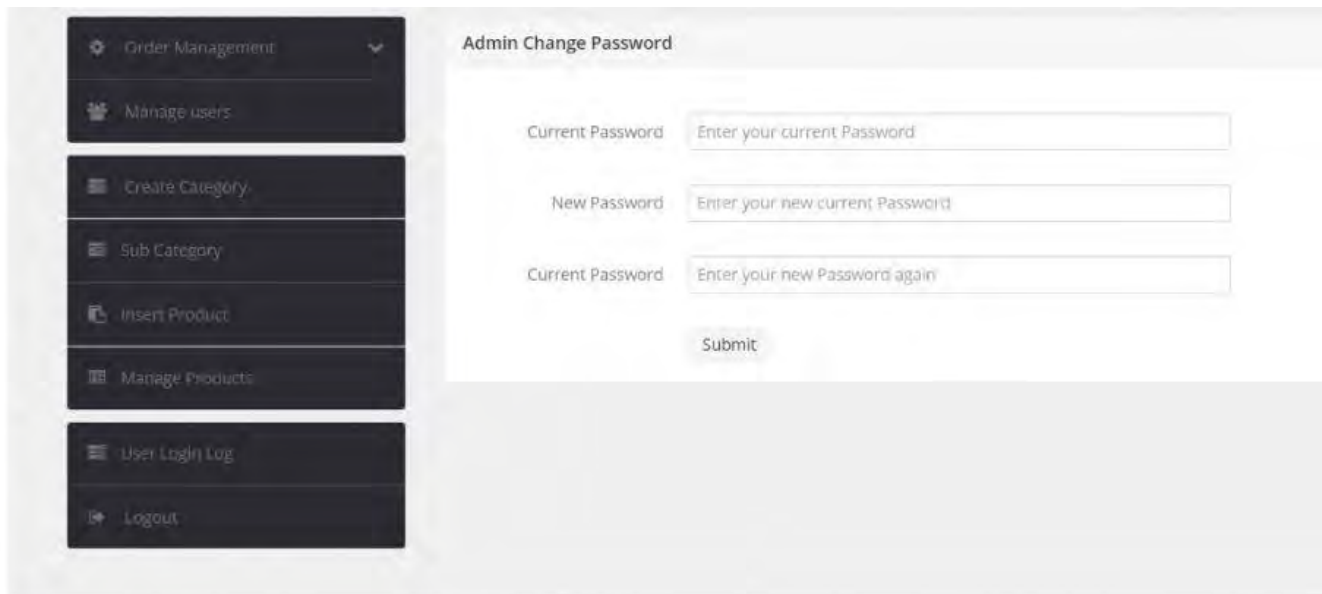 Order Management
Manage users
Create Category
Sub Category
Insert Product
Manage Products
User Login Log
Logout
Admin Change Password
Current Password
Enter your current Password
New Password
Enter your new current Password
Current Password
Enter your new Password again
Submit